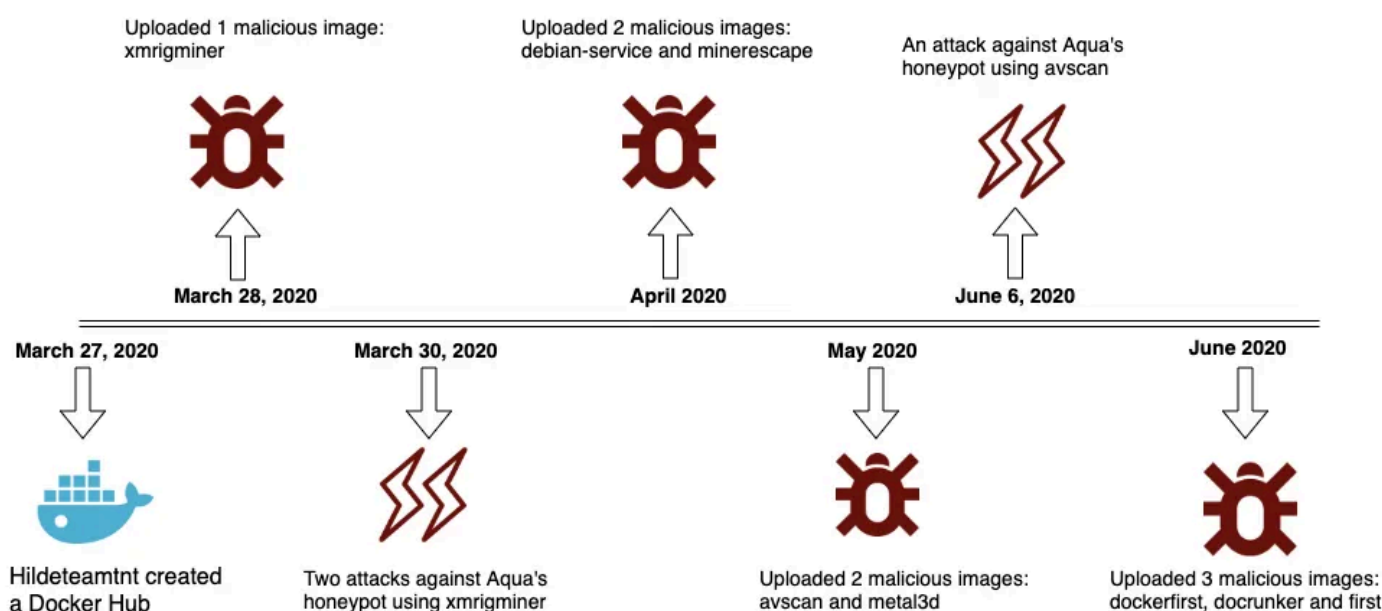 Uploaded 1 malicious image:
xmrigminer
Uploaded 2 malicious images:
debian-service and minerescape
An attack against Aqua's
honeypot using avscan
March 28, 2020
April 2020
June 6, 2020
March 27, 2020
March 30, 2020
May 2020
June 2020
Hildeteamtnt created
a Docker Hub
Two attacks against Aqua's
honeypot using xmrigminer
Uploaded 2 malicious images:
avscan and metal3d
Uploaded 3 malicious images:
dockerfirst, docrunker and first